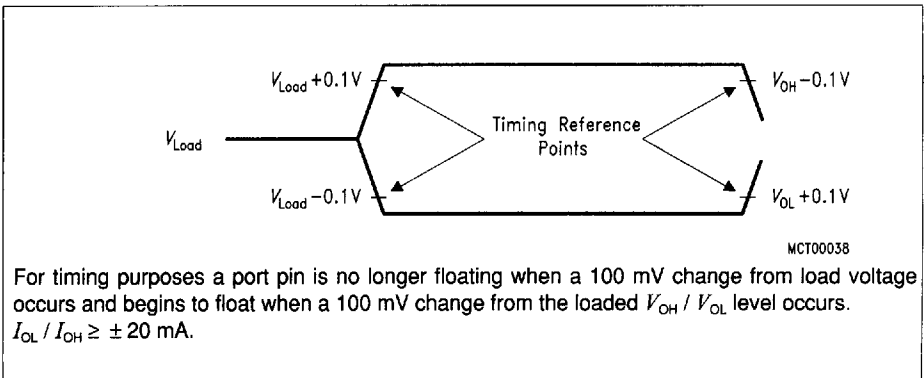 V_Load +0.1V
V_OH −0.1V
V_Load
Timing Reference
Points
V_Load −0.1V
V_OL +0.1V
MCT00038
For timing purposes a port pin is no longer floating when a 100 mV change from load voltage
occurs and begins to float when a 100 mV change from the loaded V_OH / V_OL level occurs.
I_OL / I_OH ≥ ± 20 mA.